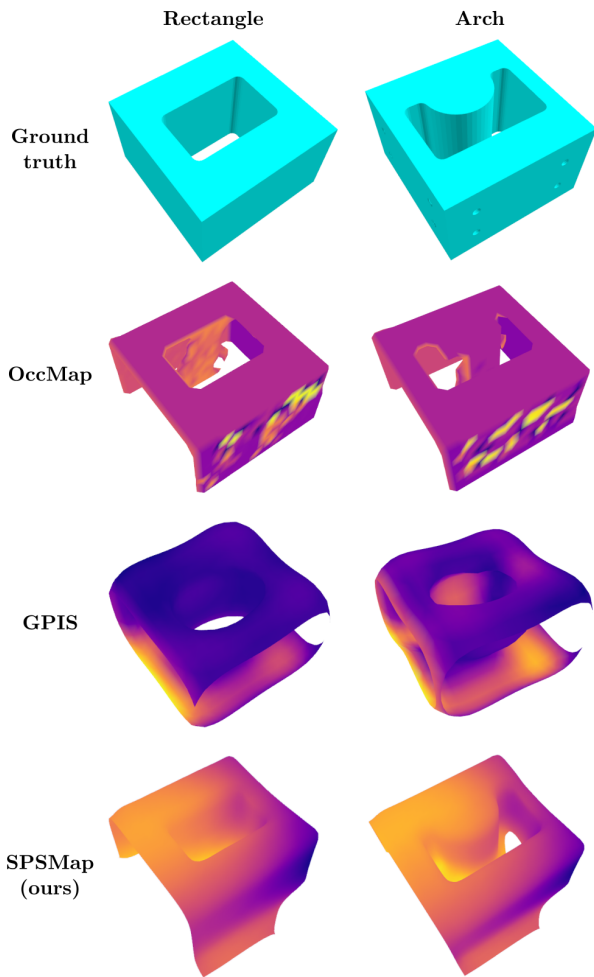 Rectangle
Arch
Ground
truth
OccMap
GPIS
SPSMap
(ours)